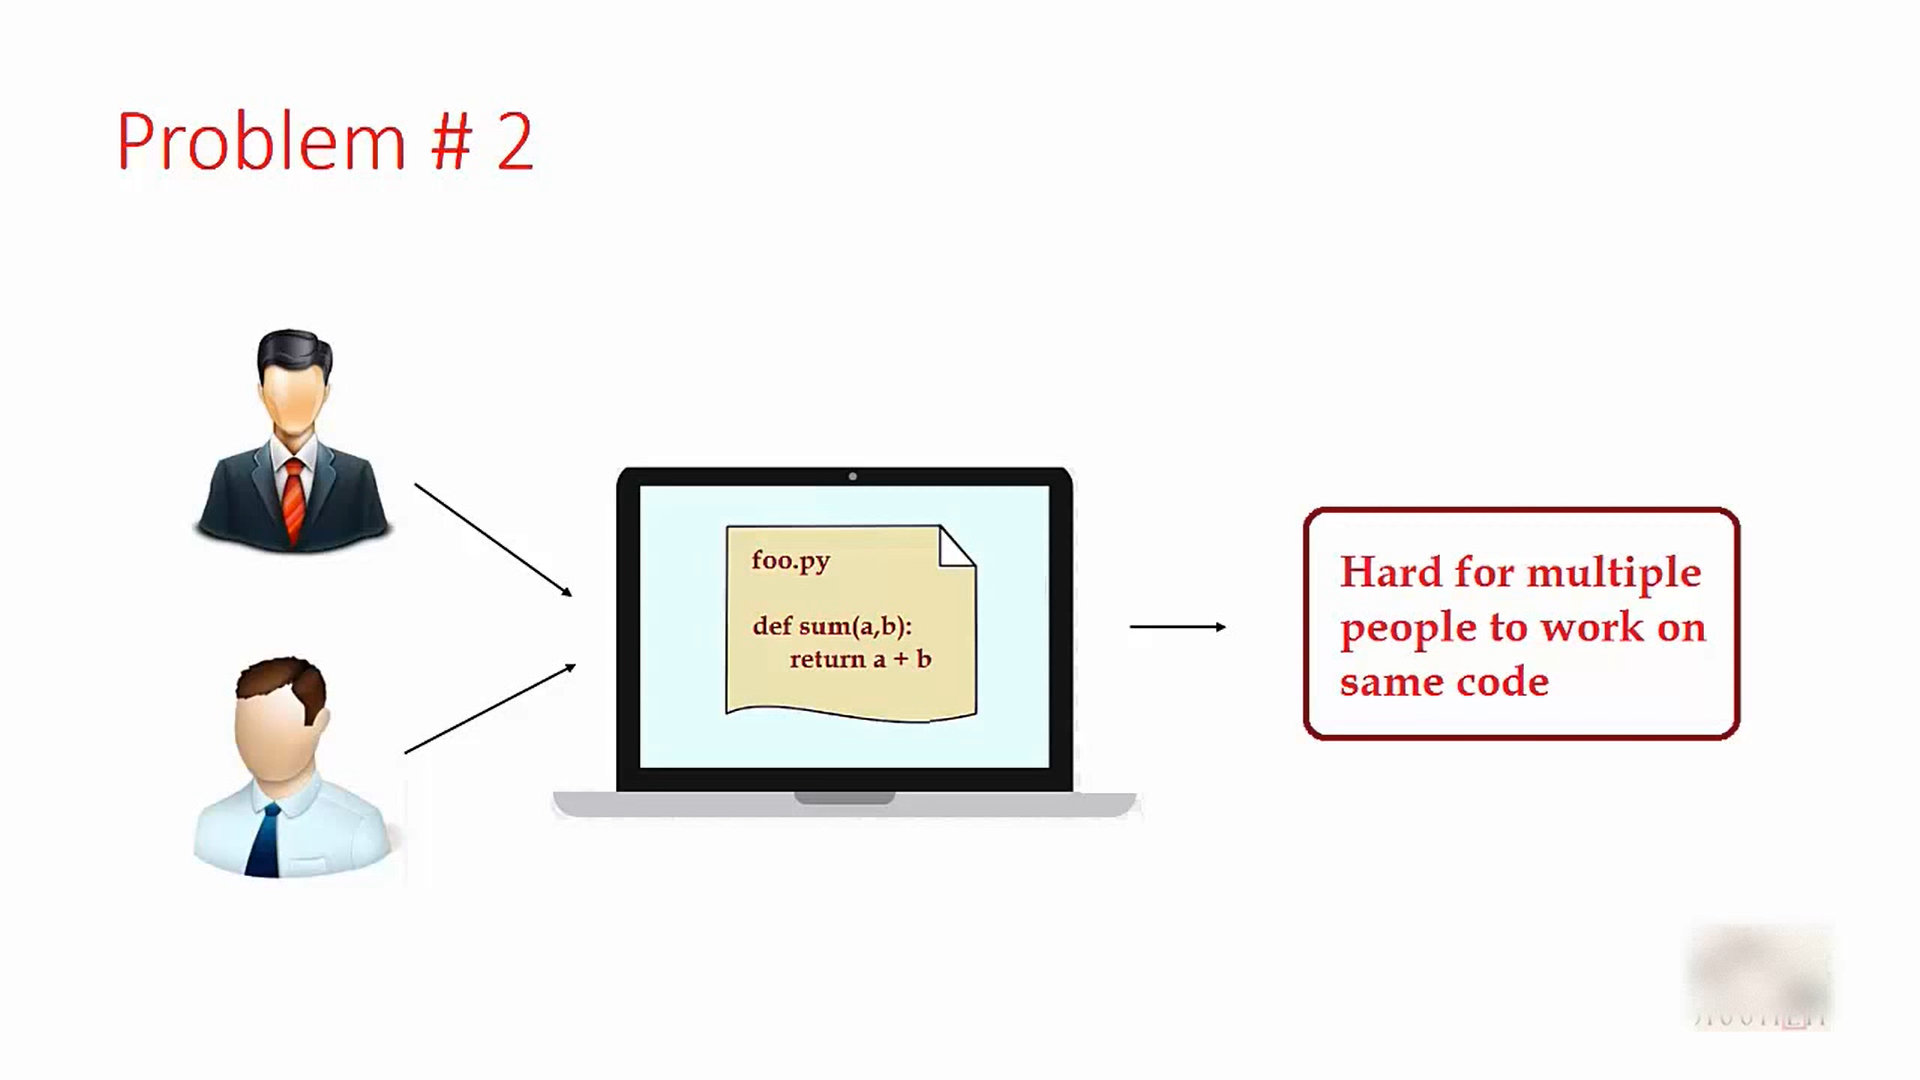 Problem # 2
foo.py
def sum(a,b):
return a + b
Hard for multiple
people to work on
same code